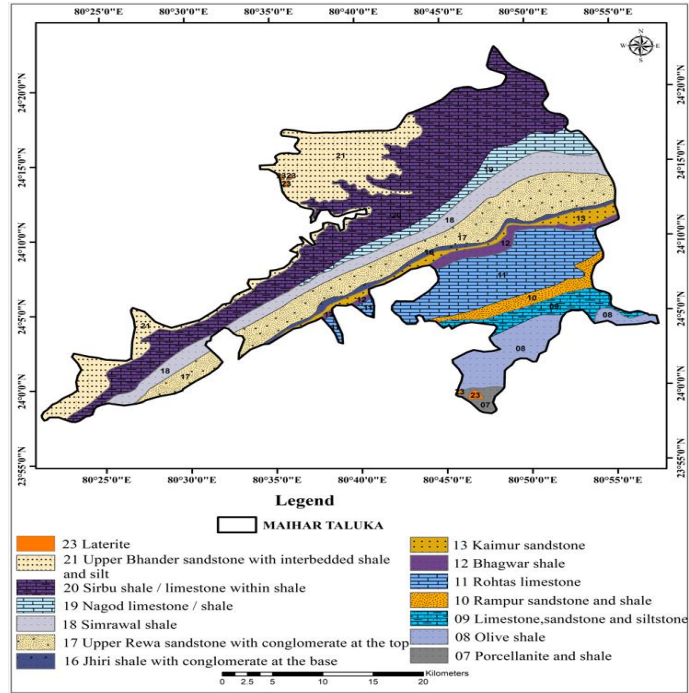 80°25'0"E 80°30'0"E 80°35'0"E 80°40'0"E 80°45'0"E 80°50'0"E 80°55'0"E
N
W E
S
24°20'0"N 24°20'0"N
24°15'0"N 24°15'0"N
24°10'0"N 24°10'0"N
24°5'0"N 24°5'0"N
24°0'0"N 24°0'0"N
23°55'0"N 23°55'0"N
21
23
23
19
20
18
13
17
12
16
11
10
09
08
08
21
18
17
23
23
07
80°25'0"E 80°30'0"E 80°35'0"E 80°40'0"E 80°45'0"E 80°50'0"E 80°55'0"E
Legend
MAIHAR TALUKA
23 Laterite
21 Upper Bhander sandstone with interbedded shale
and silt
20 Sirbu shale / limestone within shale
19 Nagod limestone / shale
18 Simrawal shale
17 Upper Rewa sandstone with conglomerate at the top
16 Jhiri shale with conglomerate at the base
13 Kaimur sandstone
12 Bhagwar shale
11 Rohtas limestone
10 Rampur sandstone and shale
09 Limestone,sandstone and siltstone
08 Olive shale
07 Porcellanite and shale
Kilometers
0 2.5 5 10 15 20